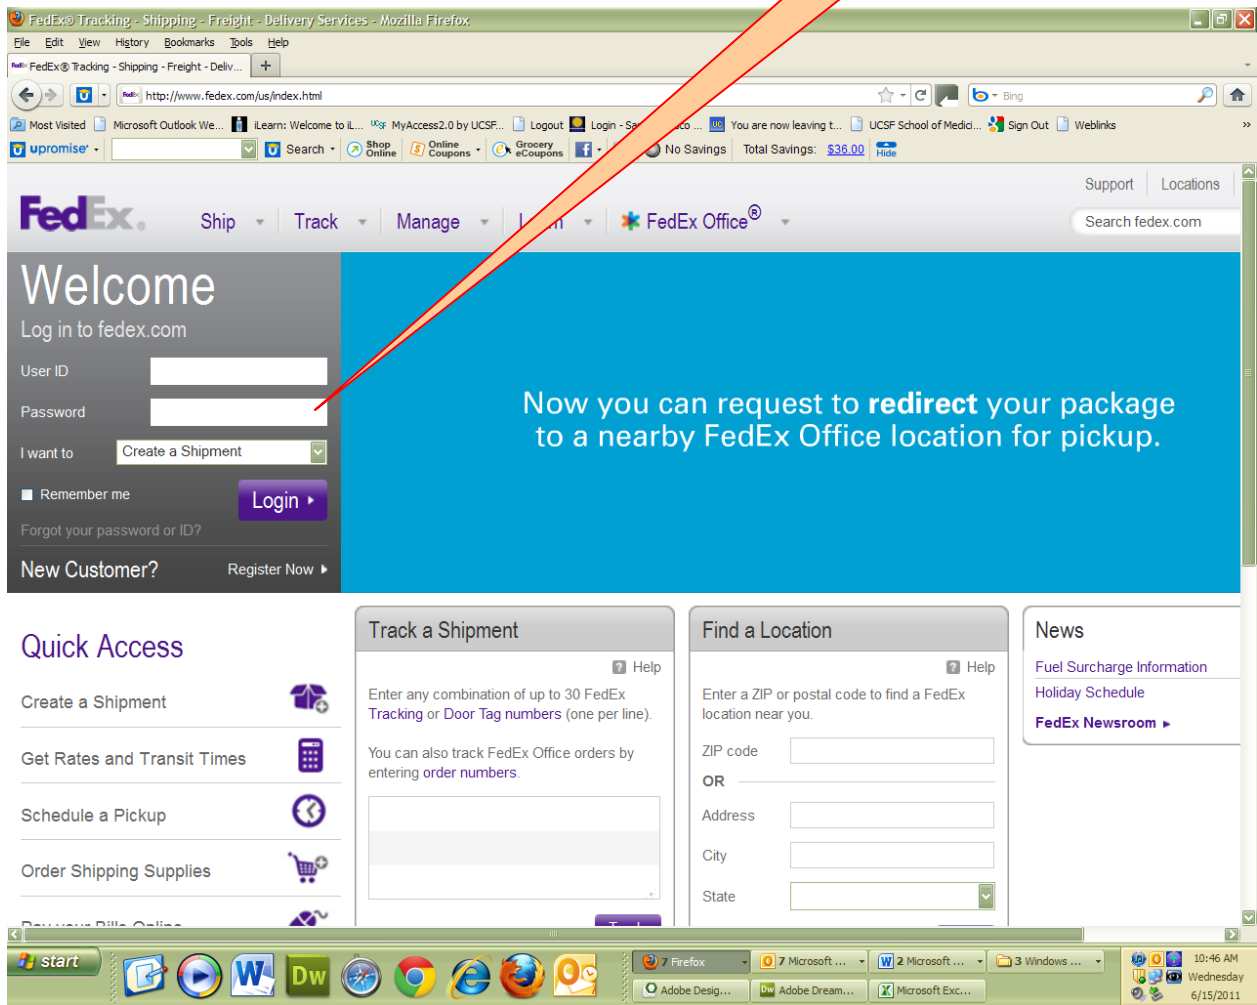 FedEx® Tracking - Shipping - Freight - Delivery Services - Mozilla Firefox
File Edit View History Bookmarks Tools Help
FedEx® Tracking - Shipping - Freight - Deliv... +
http://www.fedex.com/us/index.html Bing
Most Visited Microsoft Outlook We... iLearn: Welcome to iL... MyAccess2.0 by UCSF... Logout Login - You are now leaving t... UCSF School of Medici... Sign Out Weblinks »
upromise Search Shop Online Coupons Grocery eCoupons No Savings Total Savings: $36.00 Hide
Support Locations
FedEx® Ship Track Manage FedEx Office® Search fedex.com
Welcome
Log in to fedex.com
User ID
Password
I want to Create a Shipment
Remember me Login
Forgot your password or ID?
New Customer? Register Now
Now you can request to redirect your package
to a nearby FedEx Office location for pickup.
Quick Access
Create a Shipment
Get Rates and Transit Times
Schedule a Pickup
Order Shipping Supplies
Pay your Bills Online
Track a Shipment
Help
Enter any combination of up to 30 FedEx
Tracking or Door Tag numbers (one per line).
You can also track FedEx Office orders by
entering order numbers.
Track
Find a Location
Help
Enter a ZIP or postal code to find a FedEx
location near you.
ZIP code
OR
Address
City
State
News
Fuel Surcharge Information
Holiday Schedule
FedEx Newsroom
start 7 Firefox 7 Microsoft ... 2 Microsoft ... 3 Windows ... 10:46 AM
Adobe Desig... Adobe Dream... Microsoft Exc... Wednesday
6/15/2011